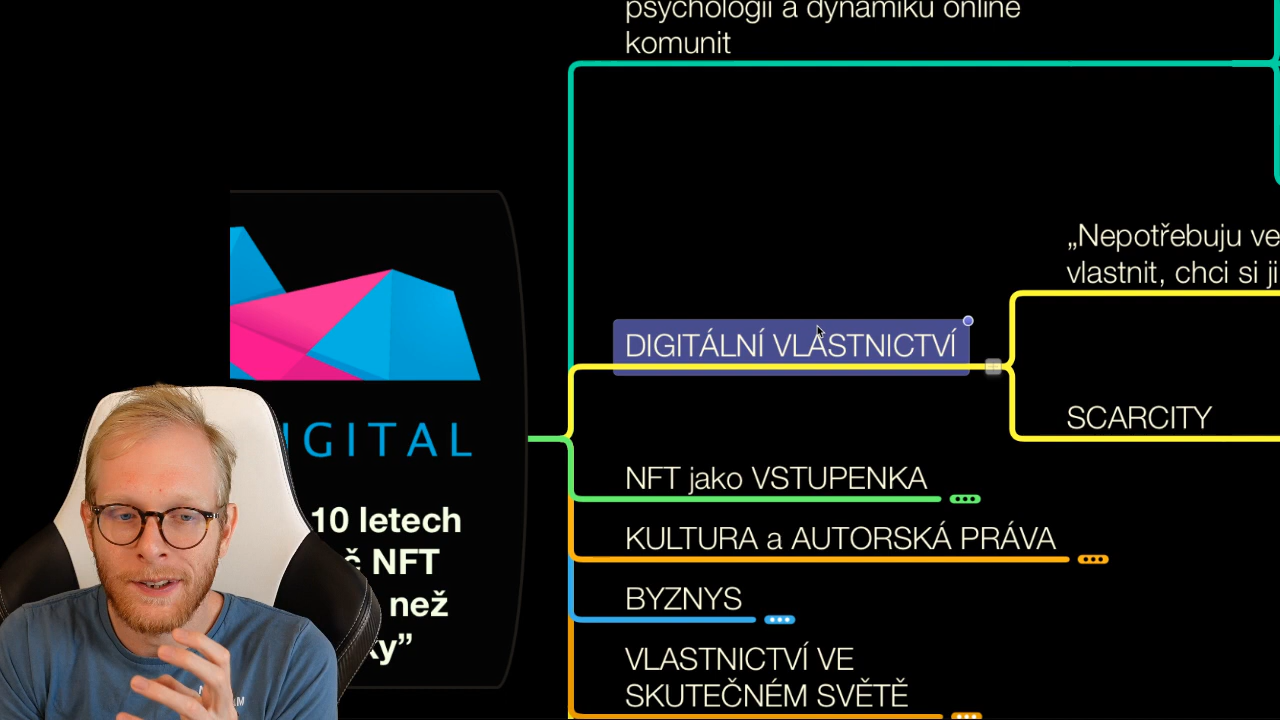 psychologii a dynamiku online
komunit
„Nepotřebuju ve
vlastnit, chci si ji
DIGITÁLNÍ VLASTNICTVÍ
SCARCITY
IGITAL
NFT jako VSTUPENKA
10 letech
NFT
KULTURA a AUTORSKÁ PRÁVA
než
BYZNYS
ky”
VLASTNICTVÍ VE
SKUTEČNÉM SVĚTĚ